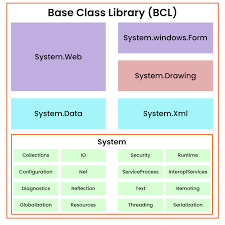 Base Class Library (BCL)
System.Web
System.windows.Form
System.Drawing
System.Data
System.Xml
System
Collections
IO
Security
Runtime
Configuration
Net
ServiceProcess
InteropIServices
Diagnostics
Reflection
Text
Remoting
Globalization
Resources
Threading
Serialization